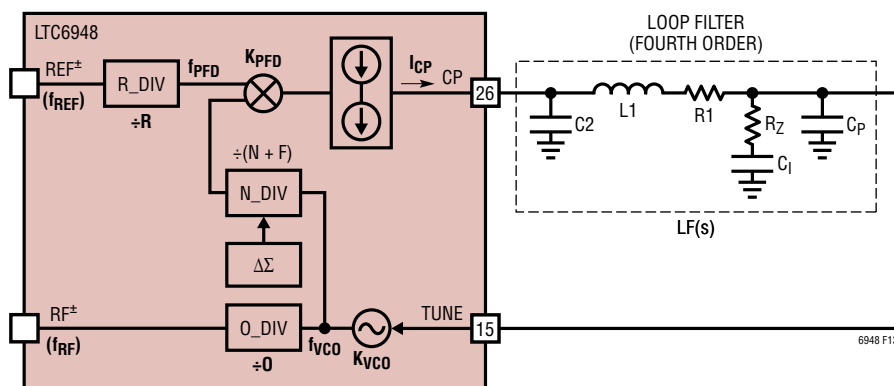 LTC6948
REF±
(fREF)
R_DIV
÷R
fPFD
KPFD
ICP
CP
26
÷(N + F)
N_DIV
ΔΣ
RF±
(fRF)
O_DIV
÷O
fVCO
KVCO
TUNE
15
LOOP FILTER
(FOURTH ORDER)
C2
L1
R1
RZ
CI
CP
LF(s)
6948 F13